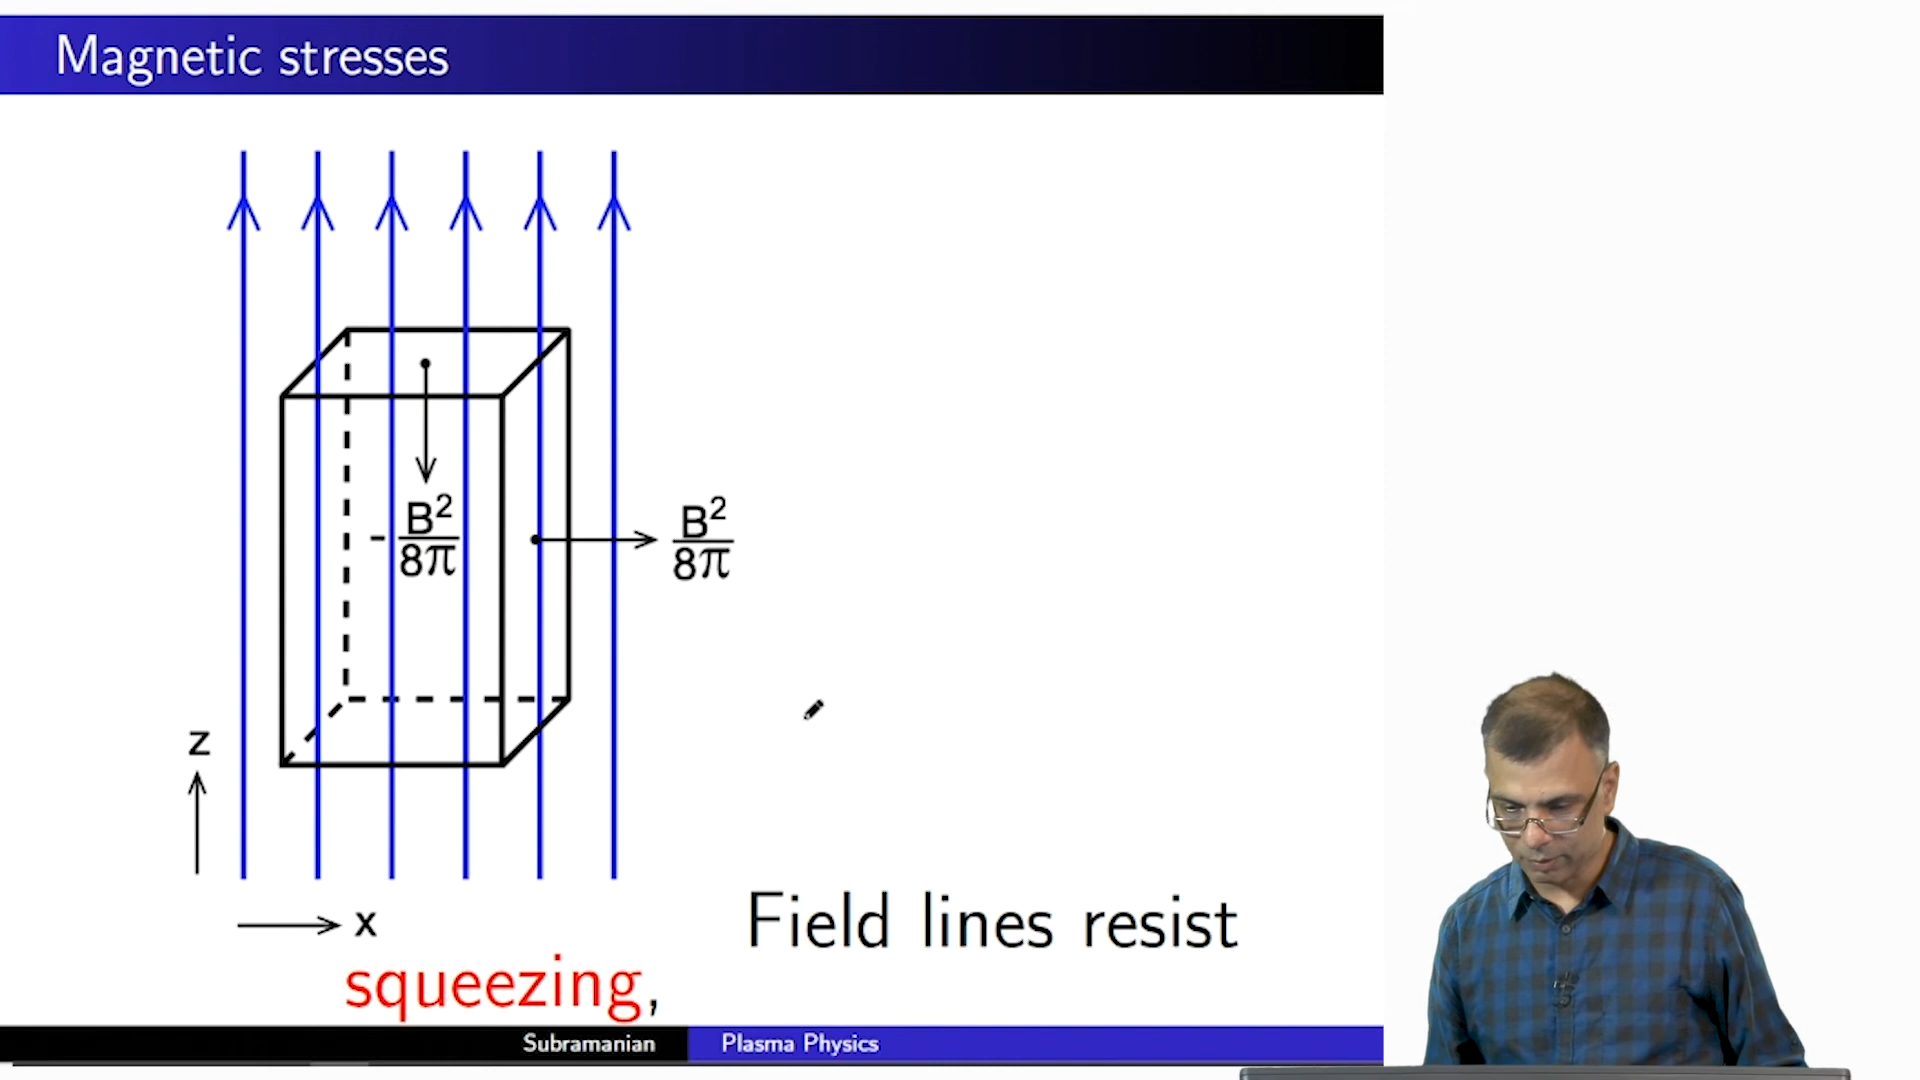 Magnetic stresses
- B²/8π
B²/8π
z
x
Field lines resist
squeezing,
Subramanian
Plasma Physics